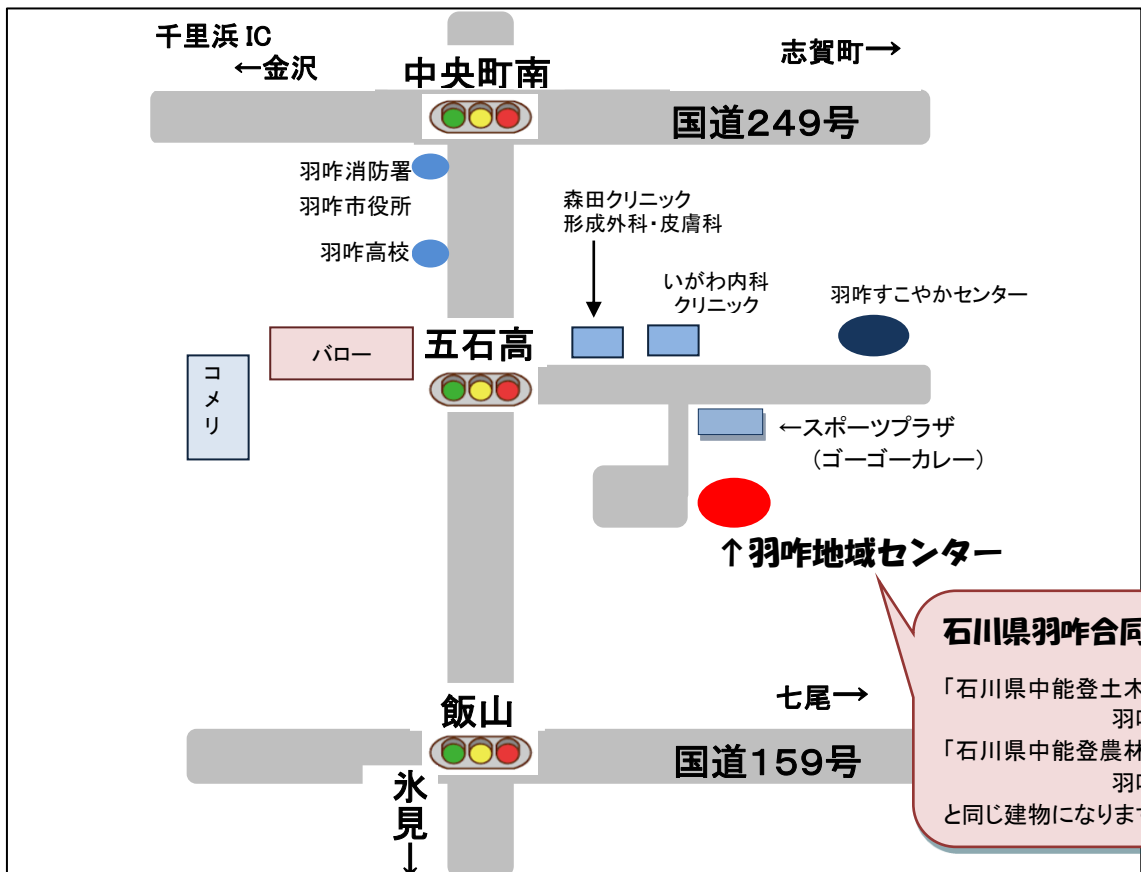 千里浜 IC
←金沢
中央町南
志賀町→
国道249号
羽咋消防署
羽咋市役所
羽咋高校
森田クリニック
形成外科・皮膚科
いがわ内科
クリニック
羽咋すこやかセンター
バロー
五石高
コメリ
←スポーツプラザ
（ゴーゴーカレー）
↑羽咋地域センター
石川県羽咋合同
「石川県中能登土木
羽咋
「石川県中能登農林
羽咋
と同じ建物になります
飯山
七尾→
国道159号
氷見↓